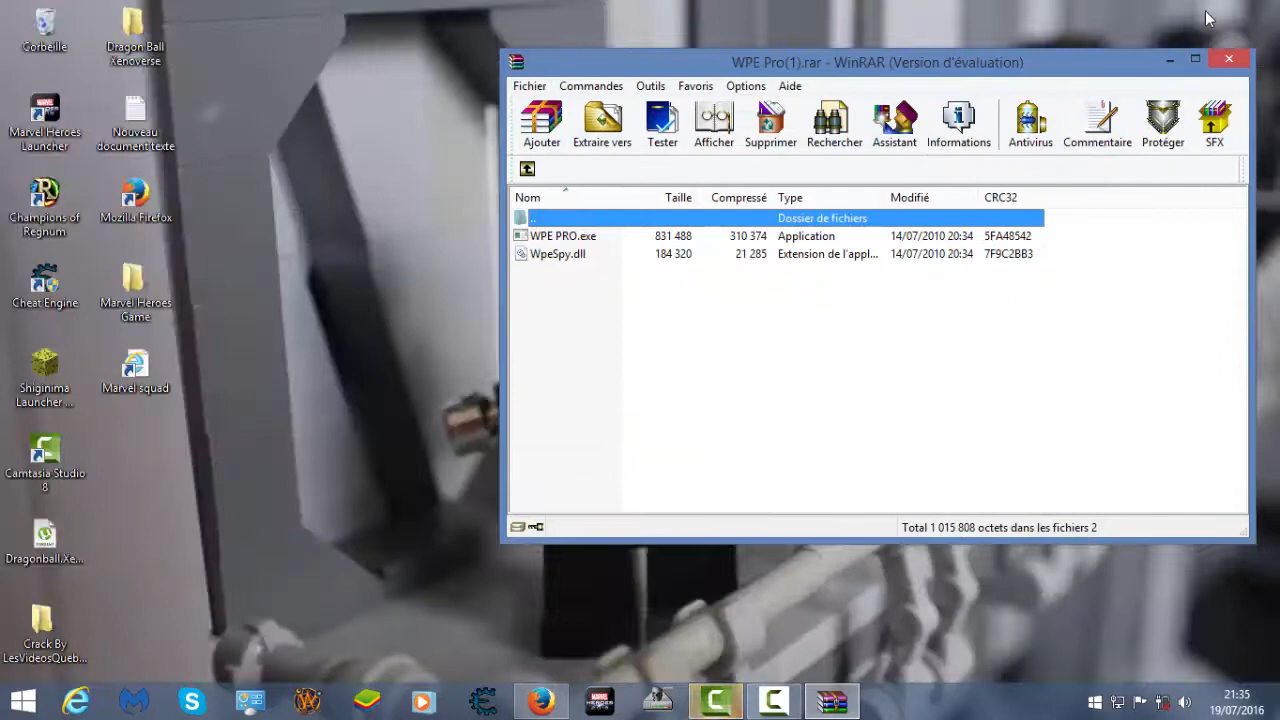 Corbeille
Dragon Ball
Xenoverse
Marvel Heroes
Launcher
Nouveau
document texte
Champions of
Regnum
Mozilla Firefox
Cheat Engine
Marvel Heroes
Game
Shiginima
Launcher ...
Marvel squad
Camtasia Studio
8
Dragonball.Xe...
Crack By
LesVideosQueb...
WPE Pro(1).rar - WinRAR (Version d'évaluation)
Fichier Commandes Outils Favoris Options Aide
Ajouter Extraire vers Tester Afficher Supprimer Rechercher Assistant Informations Antivirus Commentaire Protéger SFX
Nom Taille Compressé Type Modifié CRC32
.. Dossier de fichiers
WPE PRO.exe 831 488 310 374 Application 14/07/2010 20:34 5FA48542
WpeSpy.dll 184 320 21 285 Extension de l'appl... 14/07/2010 20:34 7F9C2BB3
Total 1 015 808 octets dans les fichiers 2
21:35
19/07/2016